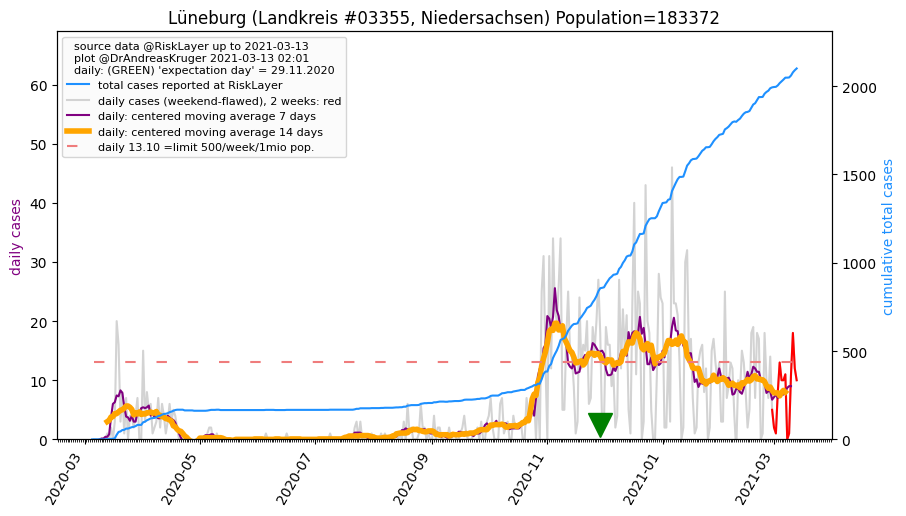 Lüneburg (Landkreis #03355, Niedersachsen) Population=183372
source data @RiskLayer up to 2021-03-13
plot @DrAndreasKruger 2021-03-13 02:01
daily: (GREEN) 'expectation day' = 29.11.2020
total cases reported at RiskLayer
daily cases (weekend-flawed), 2 weeks: red
daily: centered moving average 7 days
daily: centered moving average 14 days
daily 13.10 =limit 500/week/1mio pop.
daily cases
60
50
40
30
20
10
0
cumulative total cases
2000
1500
1000
500
0
2020-03
2020-05
2020-07
2020-09
2020-11
2021-01
2021-03